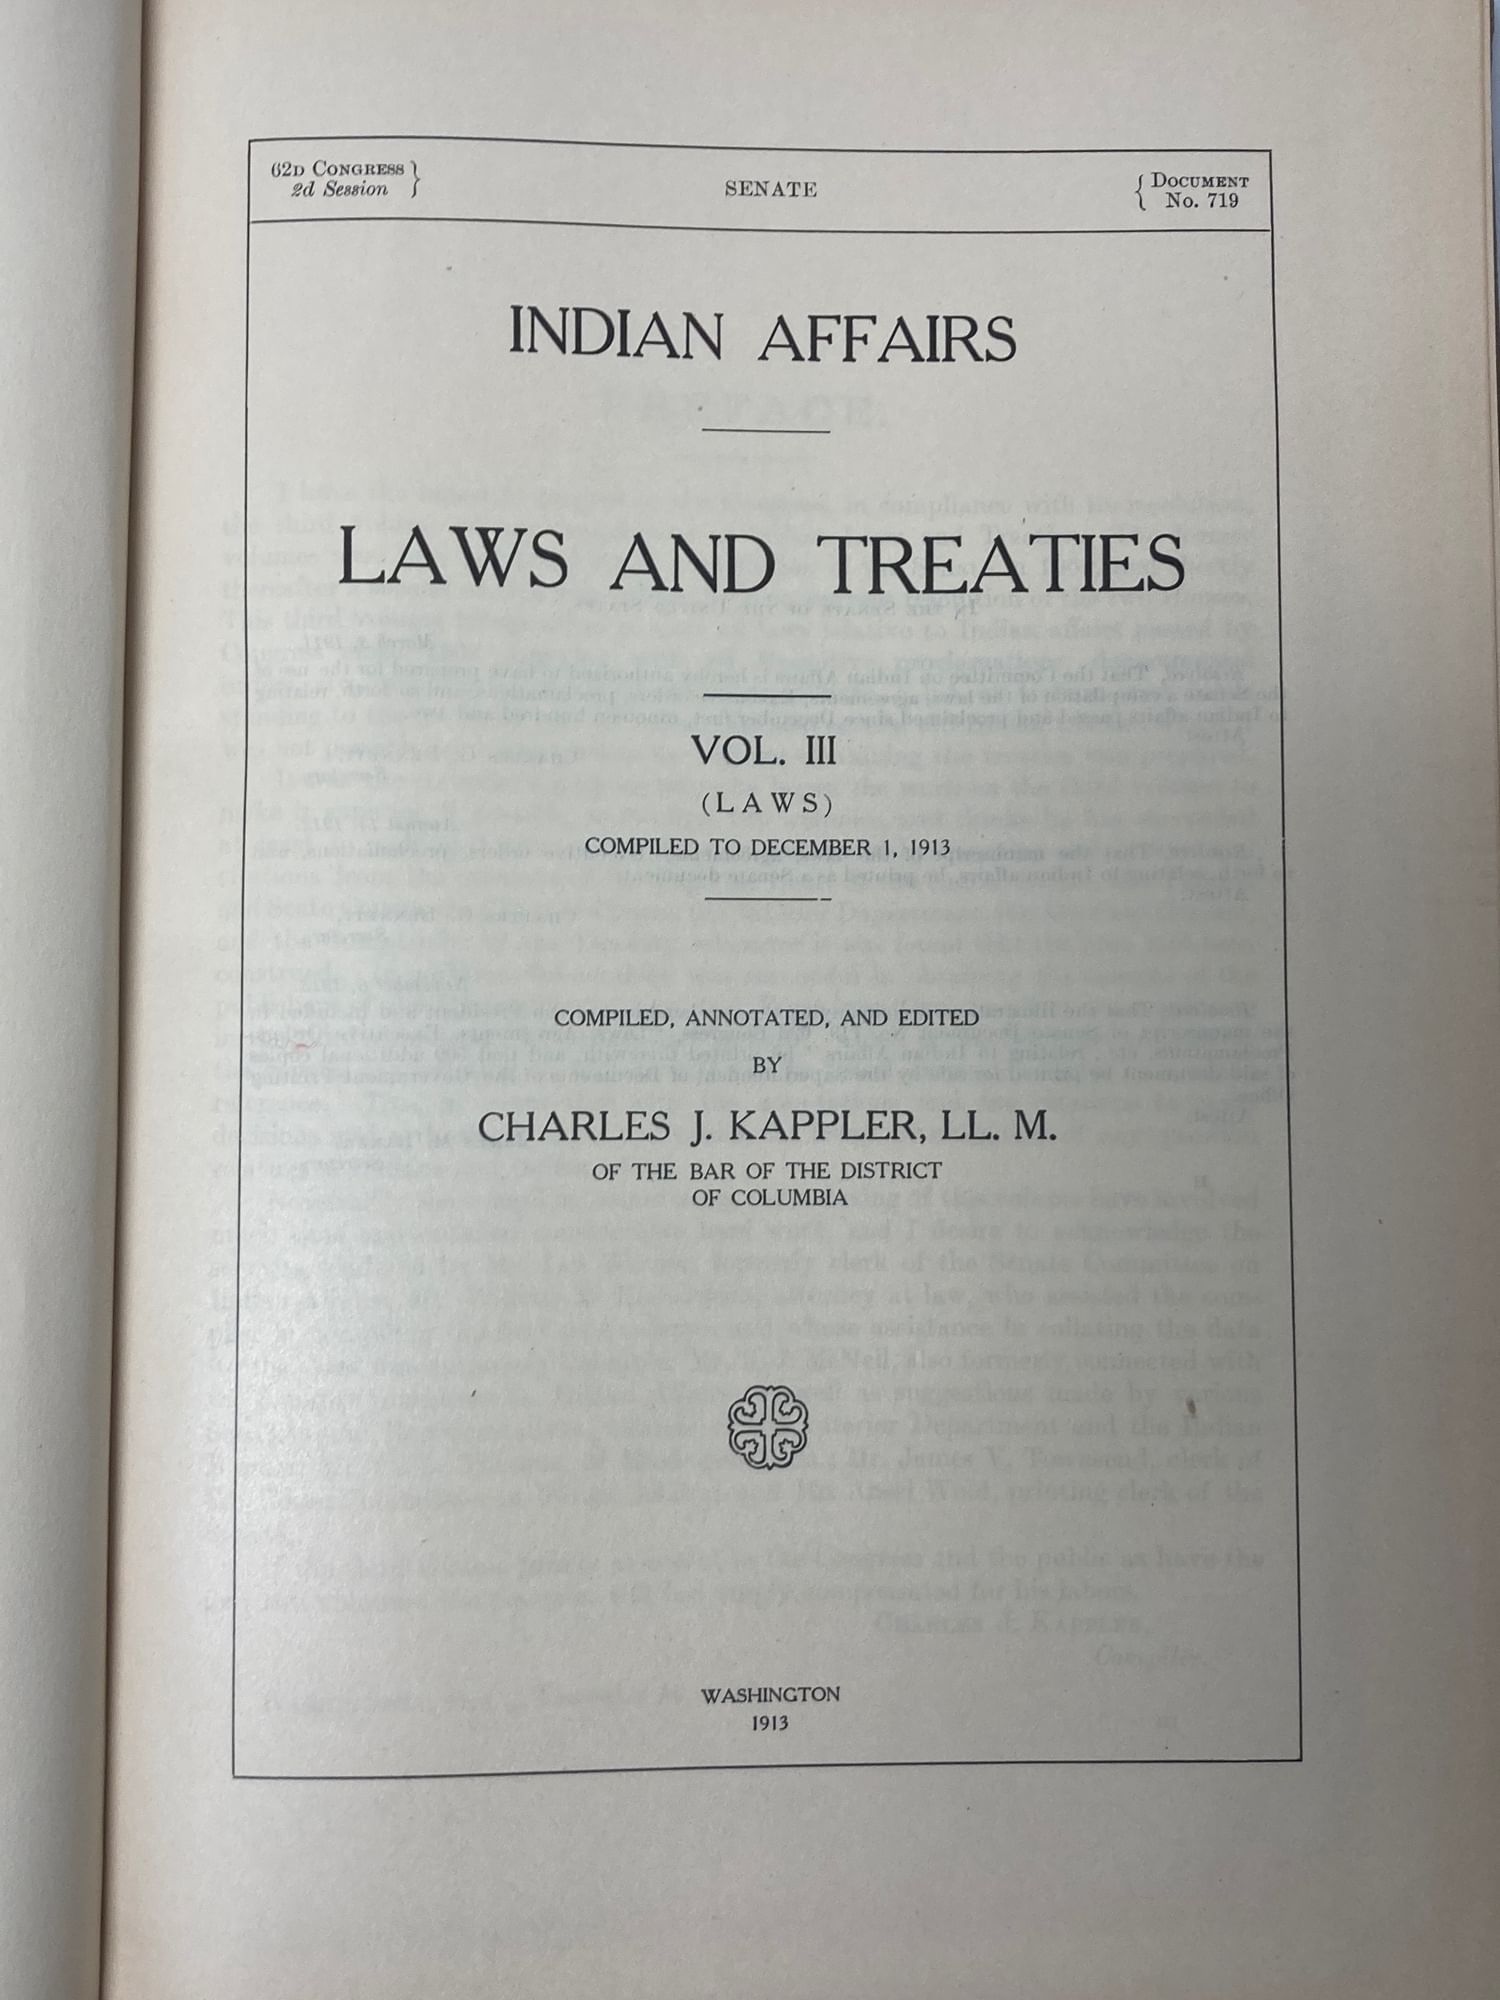 62D CONGRESS
2d Session
SENATE
DOCUMENT
No. 719
INDIAN AFFAIRS
LAWS AND TREATIES
VOL. III
(LAWS)
COMPILED TO DECEMBER 1, 1913
COMPILED, ANNOTATED, AND EDITED
BY
CHARLES J. KAPPLER, LL. M.
OF THE BAR OF THE DISTRICT
OF COLUMBIA
WASHINGTON
1913